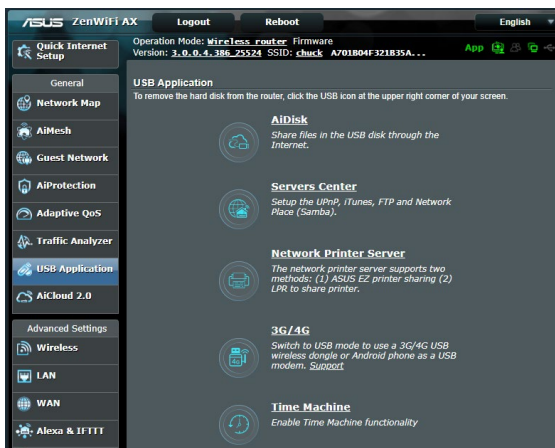 ASUS ZenWiFi AX
Logout
Reboot
English
Quick Internet
Setup
Operation Mode: Wireless router Firmware
Version: 3.0.0.4.386_25524 SSID: chuck A701B04F321B35A...
App
General
Network Map
AiMesh
Guest Network
AiProtection
Adaptive QoS
Traffic Analyzer
USB Application
AiCloud 2.0
Advanced Settings
Wireless
LAN
WAN
Alexa & IFTTT
USB Application
To remove the hard disk from the router, click the USB icon at the upper right corner of your screen.
AiDisk
Share files in the USB disk through the
Internet.
Servers Center
Setup the UPnP, iTunes, FTP and Network
Place (Samba).
Network Printer Server
The network printer server supports two
methods: (1) ASUS EZ printer sharing (2)
LPR to share printer.
3G/4G
4G
Switch to USB mode to use a 3G/4G USB
wireless dongle or Android phone as a USB
modem. Support
Time Machine
Enable Time Machine functionality